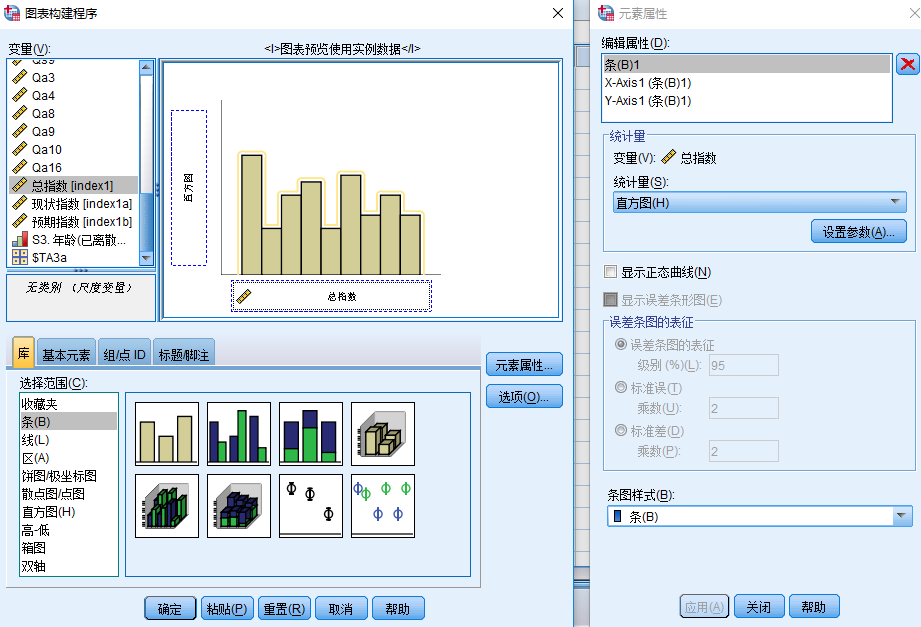 图表构建程序
变量(V):
<I>图表预览使用实例数据</I>
Qa3
Qa4
Qa8
Qa9
Qa10
Qa16
总指数 [index1]
现状指数 [index1a]
预期指数 [index1b]
S3. 年龄(已离散...
$TA3a
无类别 （尺度变量）
直方图
总指数
库
基本元素
组/点 ID
标题/脚注
选择范围(C):
收藏夹
条(B)
线(L)
区(A)
饼图/极坐标图
散点图/点图
直方图(H)
高-低
箱图
双轴
元素属性...
选项(O)...
确定
粘贴(P)
重置(R)
取消
帮助
元素属性
编辑属性(D):
条(B)1
X-Axis1 (条(B)1)
Y-Axis1 (条(B)1)
统计量
变量(V): 总指数
统计量(S):
直方图(H)
设置参数(A)...
显示正态曲线(N)
显示误差条形图(E)
误差条图的表征
误差条图的表征
级别 (%)(L): 95
标准误(T)
乘数(U): 2
标准差(D)
乘数(P): 2
条图样式(B):
条(B)
应用(A)
关闭
帮助